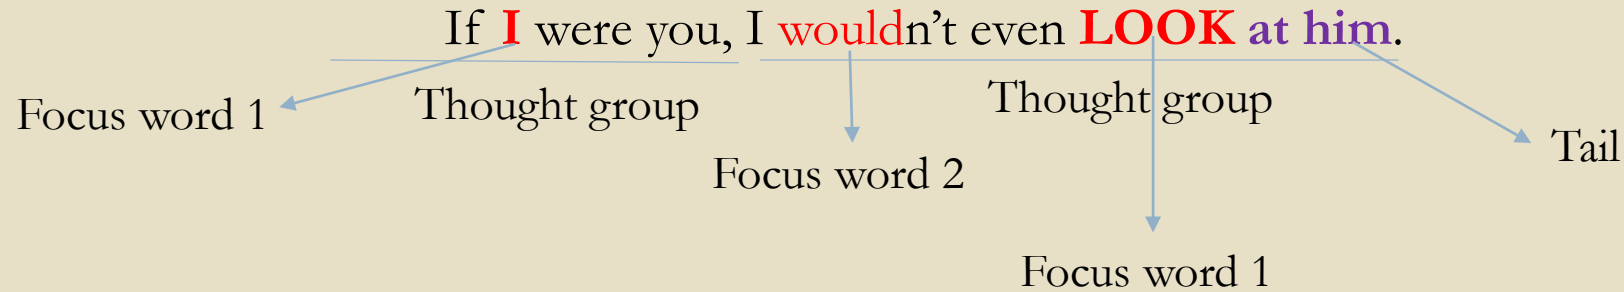 If I were you, I wouldn’t even LOOK at him.
Focus word 1
Thought group
Thought group
Tail
Focus word 2
Focus word 1